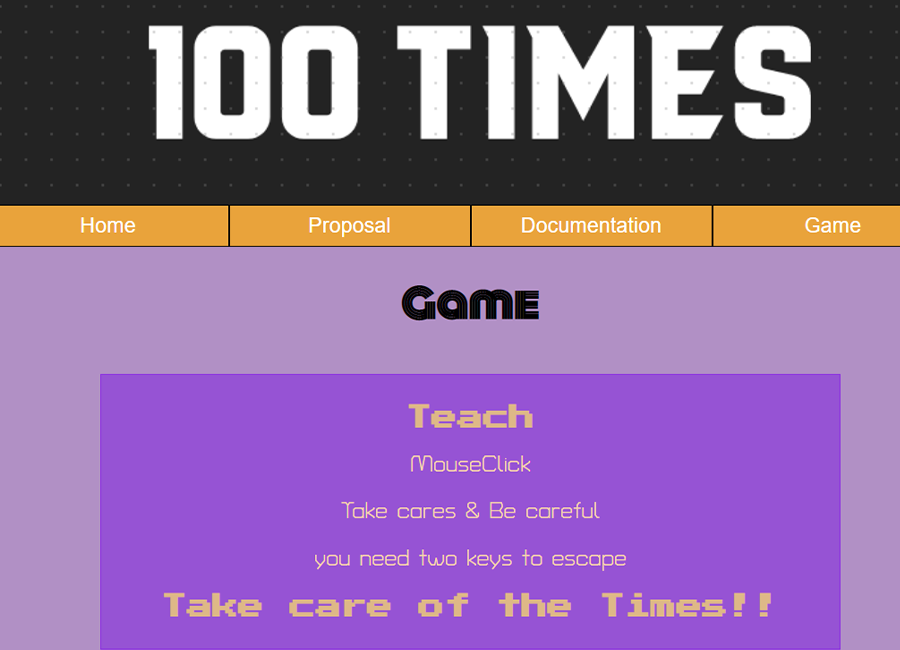 100 TIMES
Home Proposal Documentation Game
Game
Teach
MouseClick
Take cares & Be careful
you need two keys to escape
Take care of the Times!!